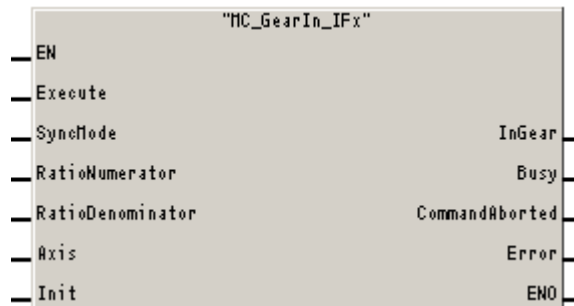 "MC_GearIn_IFx"
EN
Execute
SyncMode InGear
RatioNumerator Busy
RatioDenominator CommandAborted
Axis Error
Init ENO